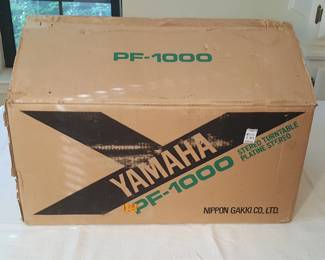 PF-1000
YAMAHA
PF-1000
STEREO TURNTABLE
PLATINE STEREO
NIPPON GAKKI CO., LTD.